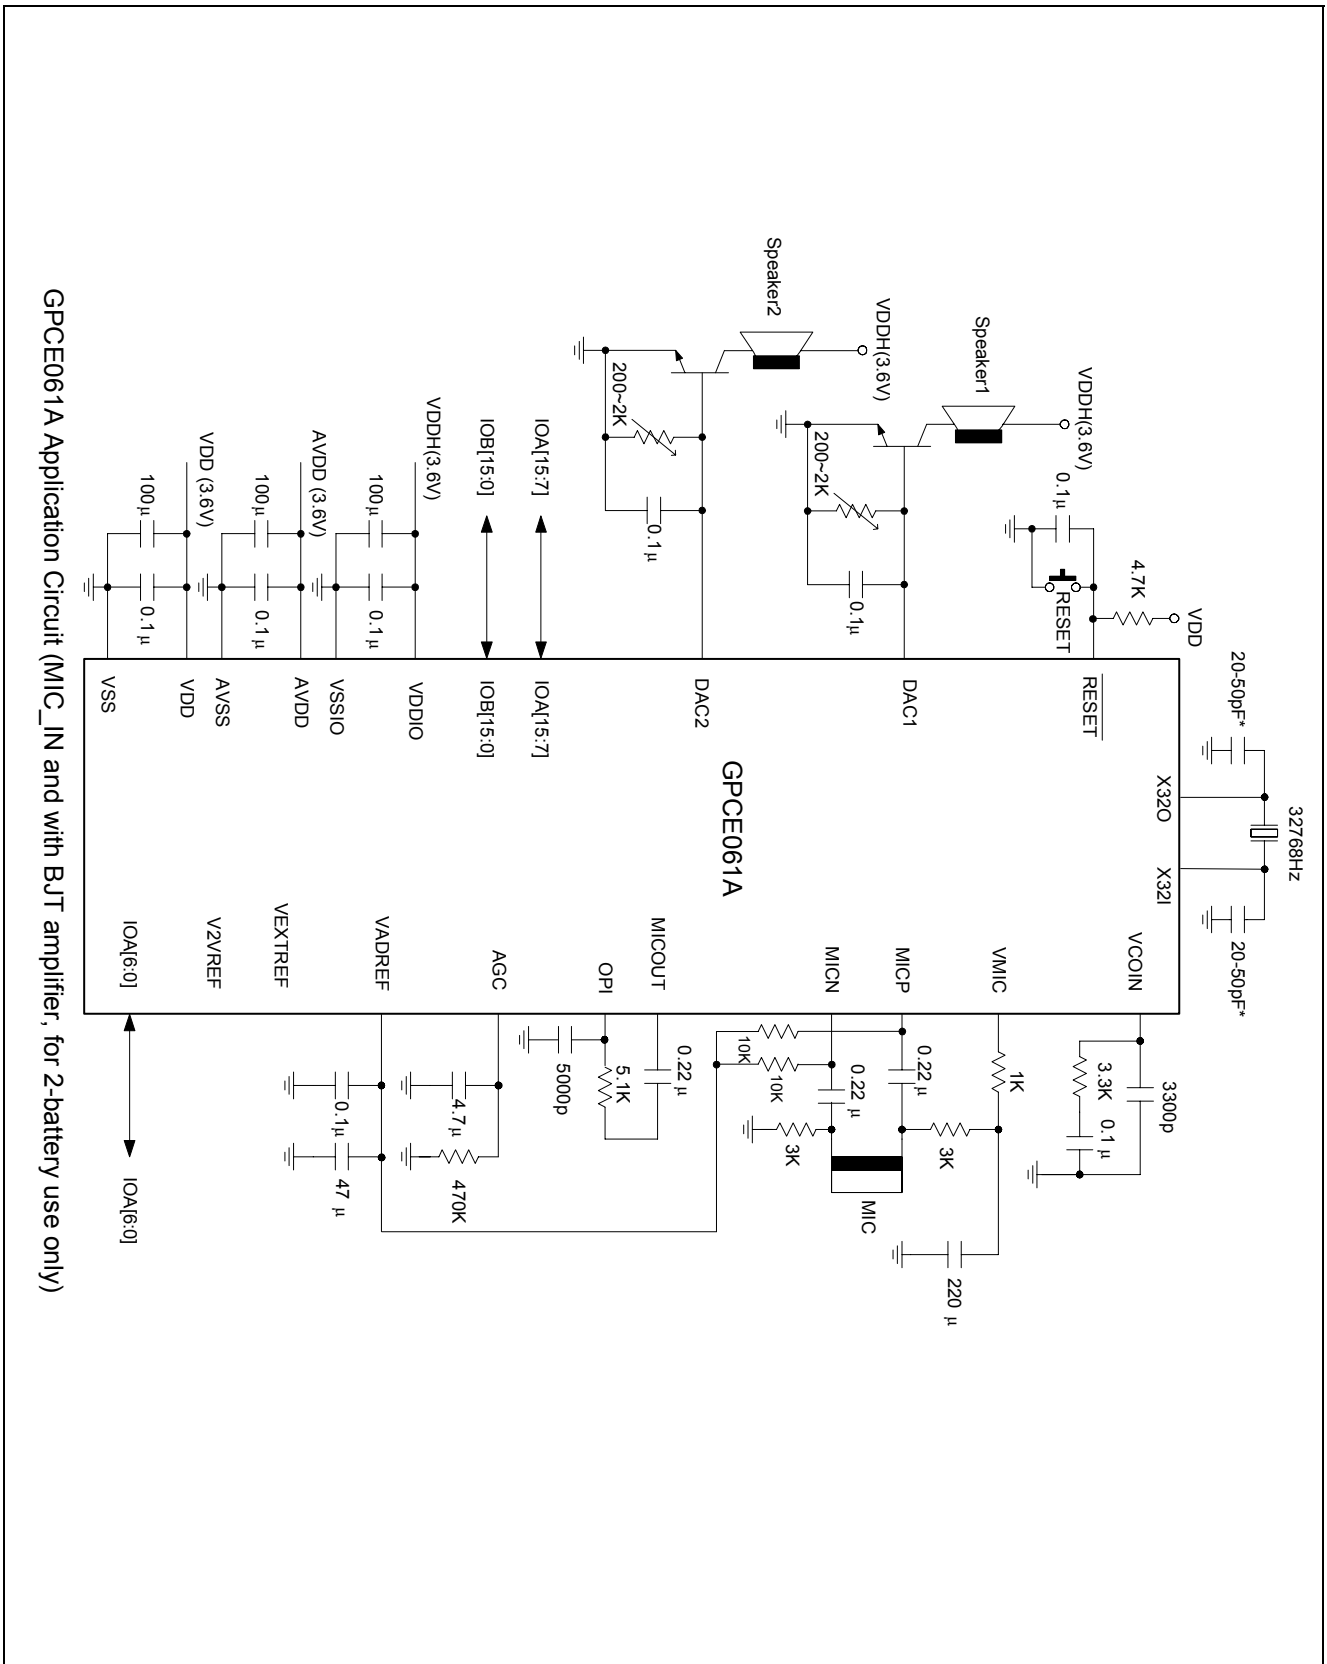 20-50pF*
32768Hz
20-50pF*
X32O
X32I
VDD
4.7K
0.1μ
RESET
RESET
VDDH(3.6V)
Speaker1
200~2K
0.1μ
DAC1
VDDH(3.6V)
Speaker2
200~2K
0.1μ
DAC2
IOA[15:7]
IOA[15:7]
IOB[15:0]
IOB[15:0]
VDDH(3.6V)
100μ
0.1μ
VDDIO
VSSIO
AVDD (3.6V)
100μ
0.1μ
AVDD
AVSS
VDD (3.6V)
100μ
0.1μ
VDD
VSS
GPCE061A
VCOIN
3300p
3.3K
0.1 μ
VMIC
1K
220 μ
3K
MICP
0.22 μ
MICN
0.22 μ
MIC
3K
10K
10K
MICOUT
0.22 μ
OPI
5.1K
5000p
AGC
4.7μ
470K
VADREF
0.1μ
47 μ
VEXTREF
V2VREF
IOA[6:0]
IOA[6:0]
GPCE061A Application Circuit (MIC_IN and with BJT amplifier, for 2-battery use only)